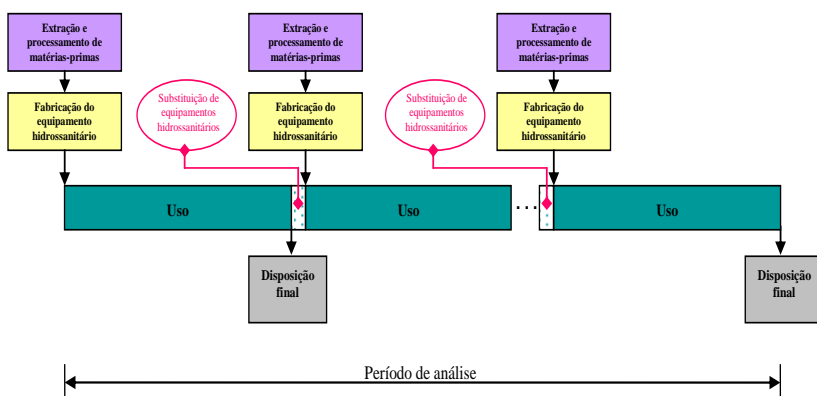 Extração e
processamento de
matérias-primas
Extração e
processamento de
matérias-primas
Extração e
processamento de
matérias-primas
Fabricação do
equipamento
hidrossanitário
Substituição de
equipamentos
hidrossanitários
Fabricação do
equipamento
hidrossanitário
Substituição de
equipamentos
hidrossanitários
Fabricação do
equipamento
hidrossanitário
Uso
Uso
...
Uso
Disposição
final
Disposição
final
Período de análise